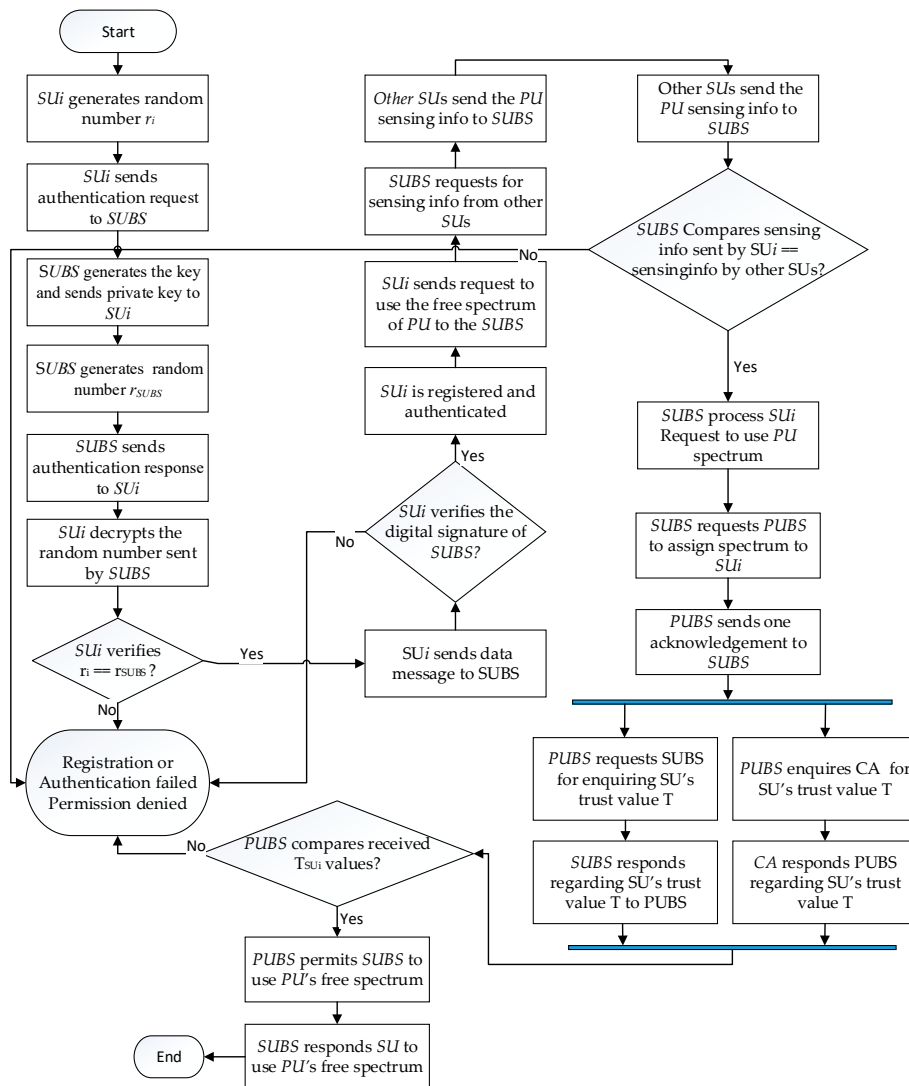 Start
SUi generates random
number ri
SUi sends
authentication request
to SUBS
SUBS generates the key
and sends private key to
SUi
SUBS generates random
number rSUBS
SUBS sends
authentication response
to SUi
SUi decrypts the
random number sent
by SUBS
SUi verifies
ri == rSUBS ?
Yes
No
Registration or
Authentication failed
Permission denied
SUi sends data
message to SUBS
SUi verifies the
digital signature of
SUBS?
No
Yes
SUi is registered and
authenticated
SUi sends request to
use the free spectrum
of PU to the SUBS
SUBS requests for
sensing info from other
SUs
Other SUs send the PU
sensing info to SUBS
Other SUs send the
PU sensing info to
SUBS
SUBS Compares sensing
info sent by SUi ==
sensinginfo by other SUs?
No
Yes
SUBS process SUi
Request to use PU
spectrum
SUBS requests PUBS
to assign spectrum to
SUi
PUBS sends one
acknowledgement to
SUBS
PUBS requests SUBS
for enquiring SU's
trust value T
PUBS enquires CA for
SU's trust value T
SUBS responds
regarding SU's trust
value T to PUBS
CA responds PUBS
regarding SU's trust
value T
PUBS compares received
TSUi values?
No
Yes
PUBS permits SUBS to
use PU's free spectrum
SUBS responds SU to
use PU's free spectrum
End